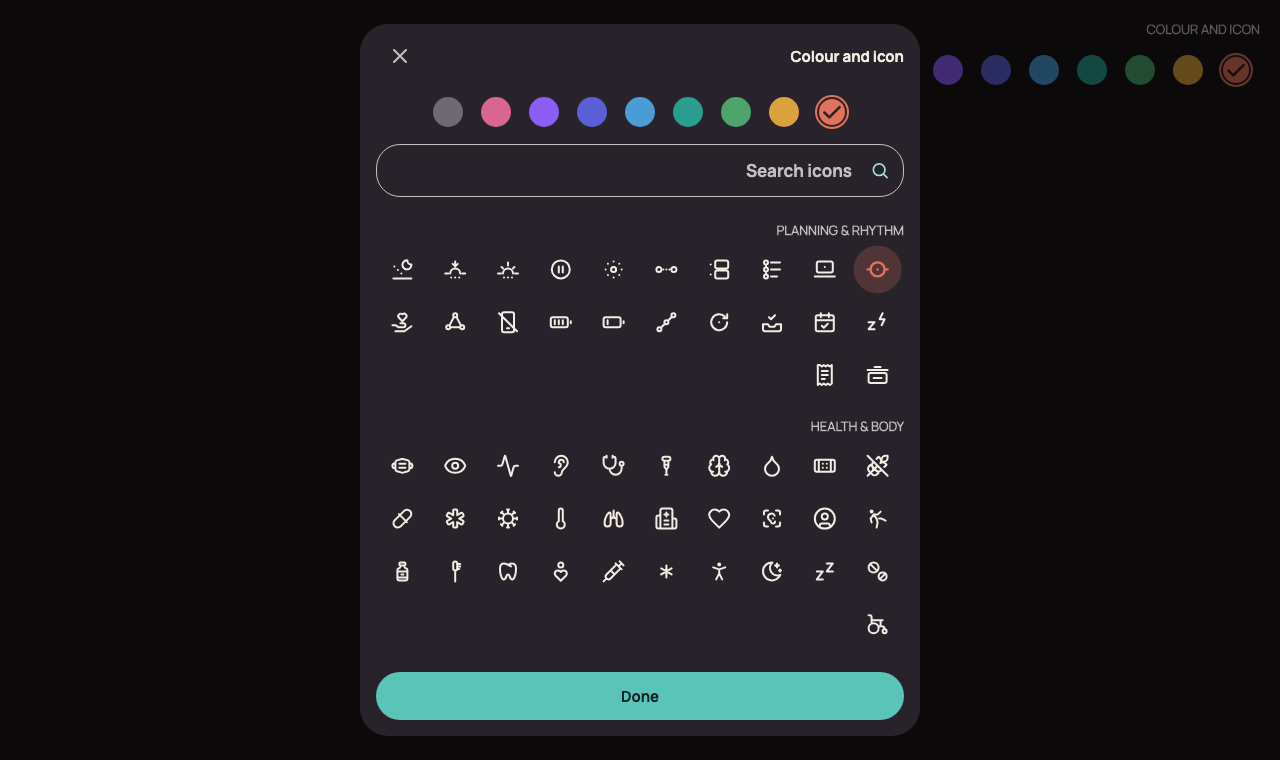 COLOUR AND ICON
Colour and icon
Search icons
PLANNING & RHYTHM
HEALTH & BODY
Done